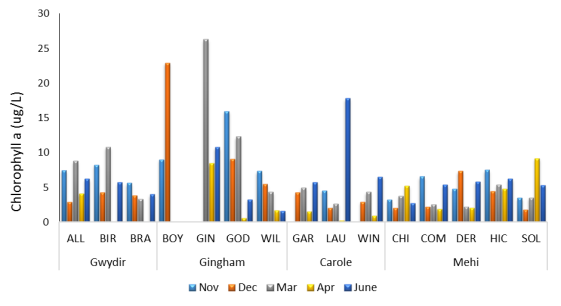 30
25
20
15
10
5
0
Chlorophyll a (ug/L)
ALL BIR BRA BOY GIN GOD WIL GAR LAU WIN CHI COM DER HIC SOL
Gwydir Gingham Carole Mehi
Nov Dec Mar Apr June